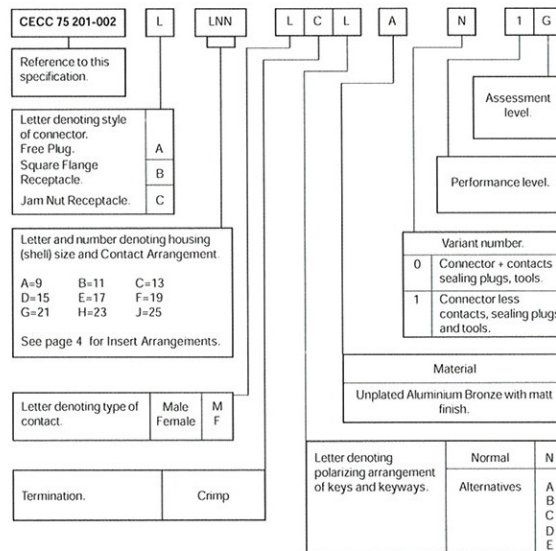 CECC 75 201-002 L LNN L C L A N 1 G
Reference to this
specification.
Assessment
level.
Letter denoting style
of connector.
Free Plug. A
Square Flange
Receptacle. B
Jam Nut Receptacle. C
Performance level.
Letter and number denoting housing
(shell) size and Contact Arrangement.
A=9 B=11 C=13
D=15 E=17 F=19
G=21 H=23 J=25
See page 4 for Insert Arrangements.
Variant number.
0 Connector + contacts
sealing plugs, tools.
1 Connector less
contacts, sealing plugs
and tools.
Material
Unplated Aluminium Bronze with matt
finish.
Letter denoting type of
contact.
Male M
Female F
Termination. Crimp
Letter denoting
polarizing arrangement
of keys and keyways.
Normal N
Alternatives A
B
C
D
E